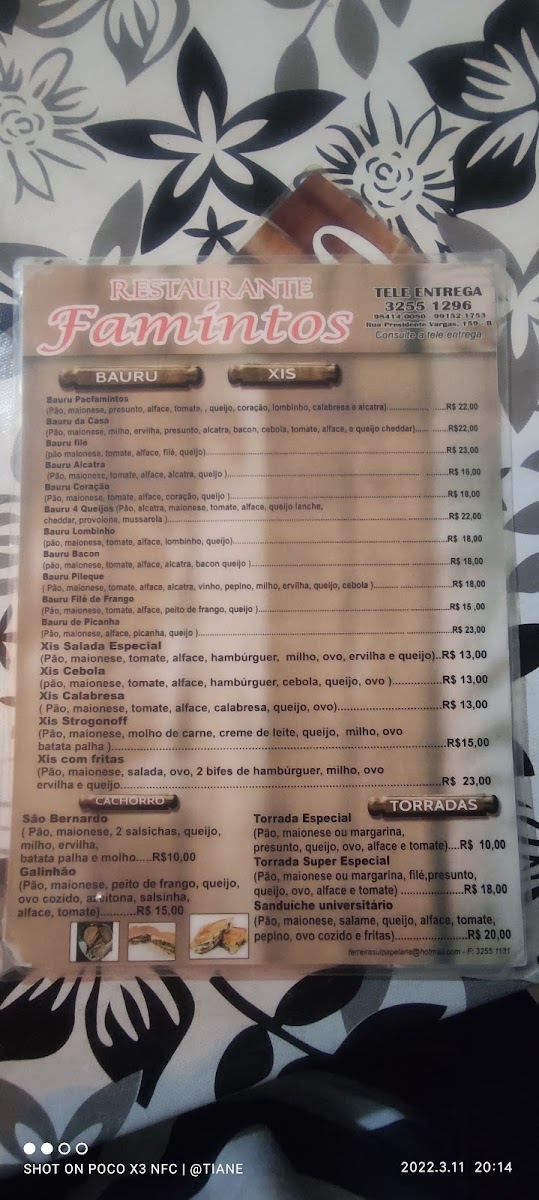 RESTAURANTE
Famintos
TELE ENTREGA
3255 1296
98414 0080 - 99152 1753
Rua Presidente Vargas, 159 - B
Consulte a tele entrega
BAURU
XIS
Bauru Pacfamintos
(Pão, maionese, presunto, alface, tomate, , queijo, coração, lombinho, calabresa e alcatra)........................R$ 22,00
Bauru da Casa
(Pão, maionese, milho, ervilha, presunto, alcatra, bacon, cebola, tomate, alface, e queijo cheddar)..............R$22,00
Bauru filé
(pão maionese, tomate, alface, filé, queijo)........................R$ 23,00
Bauru Alcatra
(Pão, maionese, tomate, alface, alcatra, queijo )........................R$ 18,00
Bauru Coração
(Pão, maionese, tomate, alface, coração, queijo )........................R$ 18,00
Bauru 4 Queijos (Pão, alcatra, maionese, tomate, alface, queijo lanche,
cheddar, provolone, mussarela )........................R$ 22,00
Bauru Lombinho
(Pão, maionese, tomate, alface, lombinho, queijo)........................R$ 18,00
Bauru Bacon
(Pão, maionese, tomate, alface, alcatra, bacon queijo )........................R$ 18,00
Bauru Pileque
( Pão, maionese, tomate, alface, alcatra, vinho, pepino, milho, ervilha, queijo, cebola )........................R$ 18,00
Bauru Filé de Frango
(Pão, maionese, tomate, alface, peito de frango, queijo )........................R$ 15 ,00
Bauru de Picanha
(Pão, maionese, alface, picanha, queijo )........................R$ 23,00
Xis Salada Especial
(Pão, maionese, tomate, alface, hambúrguer, milho, ovo, ervilha e queijo)..R$ 13,00
Xis Cebola
(pão, maionese, tomate, alface, hambúrguer, cebola, queijo, ovo )..............R$ 13,00
Xis Calabresa
( Pão, maionese, tomate, alface, calabresa, queijo, ovo)........................R$ 13,00
Xis Strogonoff
(Pão, maionese, molho de carne, creme de leite, queijo, milho, ovo
batata palha )........................R$15,00
Xis com fritas
(Pão, maionese, salada, ovo, 2 bifes de hambúrguer, milho, ovo
ervilha e queijo........................R$ 23,00
CACHORRO
São Bernardo
( Pão, maionese, 2 salsichas, queijo,
milho, ervilha,
batata palha e molho.....R$10,00
Galinhão
(Pão, maionese, peito de frango, queijo,
ovo cozido, azeitona, salsinha,
alface, tomate)..........R$ 15,00
TORRADAS
Torrada Especial
(Pão, maionese ou margarina,
presunto, queijo, ovo, alface e tomate)....R$ 10,00
Torrada Super Especial
(Pão, maionese ou margarina, filé,presunto,
queijo, ovo, alface e tomate) ...................R$ 18,00
Sanduiche universitário
(Pão, maionese, salame, queijo, alface, tomate,
pepino, ovo cozido e fritas)......................R$ 20,00
ferreirasulpapelaria@hotmail.com - F: 3255 1131
SHOT ON POCO X3 NFC | @TIANE
2022.3.11 20:14